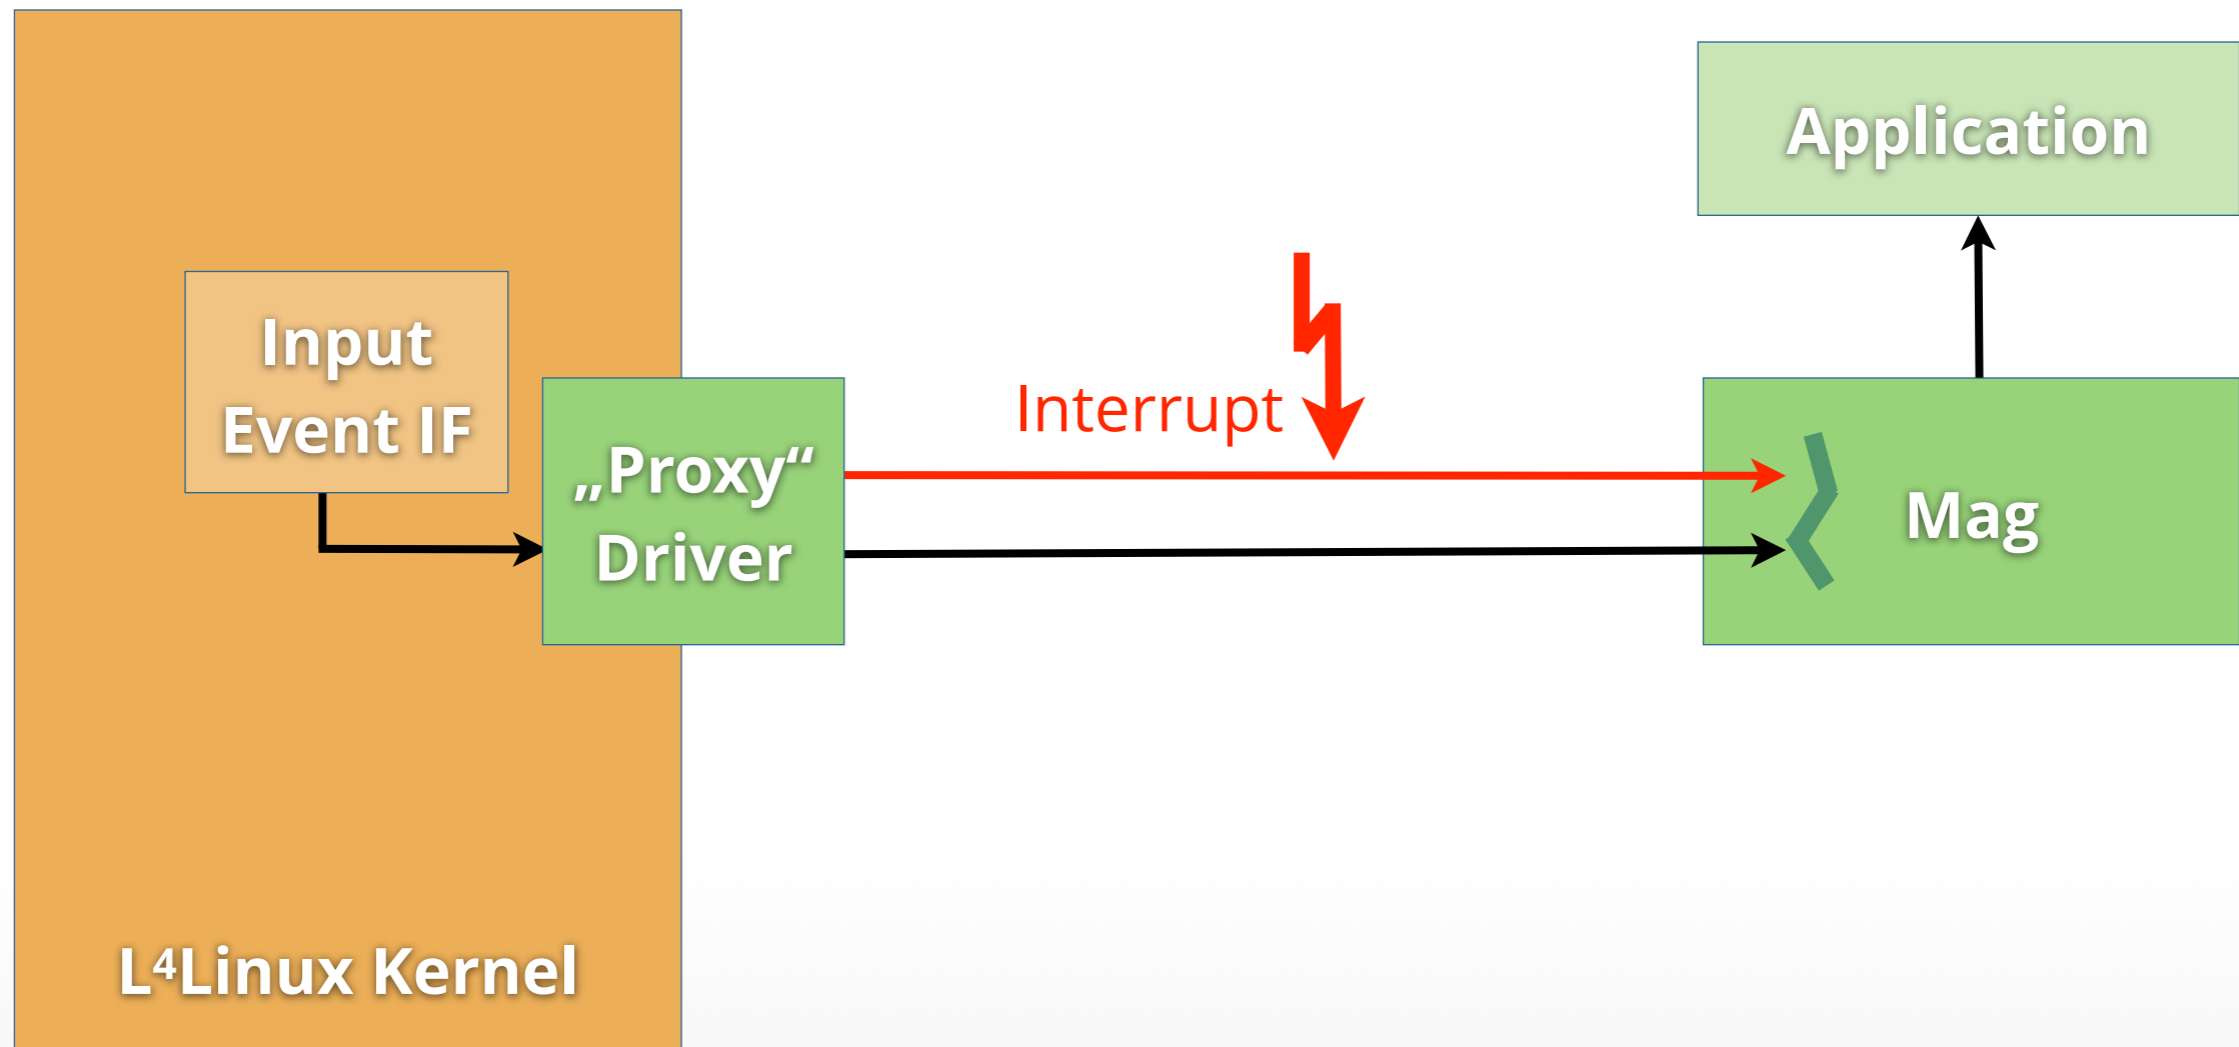 Application
Input
Event IF
Interrupt
„Proxy“
Driver
Mag
L⁴Linux Kernel